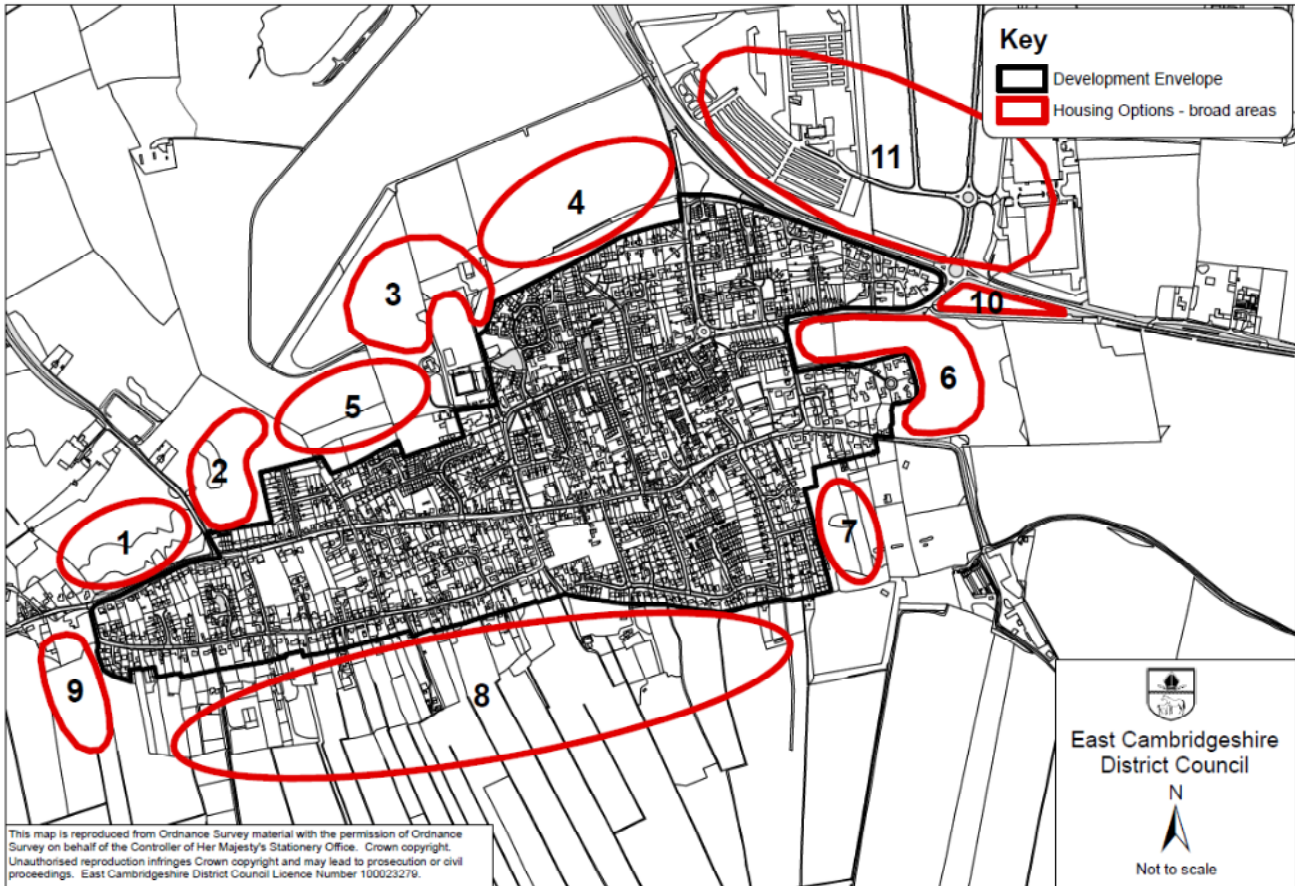 Key
Development Envelope
Housing Options - broad areas
11
4
3
10
6
5
2
7
1
8
9
East Cambridgeshire
District Council
N
Not to scale
This map is reproduced from Ordnance Survey material with the permission of Ordnance
Survey on behalf of the Controller of Her Majesty's Stationery Office. Crown copyright.
Unauthorised reproduction infringes Crown copyright and may lead to prosecution or civil
proceedings. East Cambridgeshire District Council Licence Number 100023279.